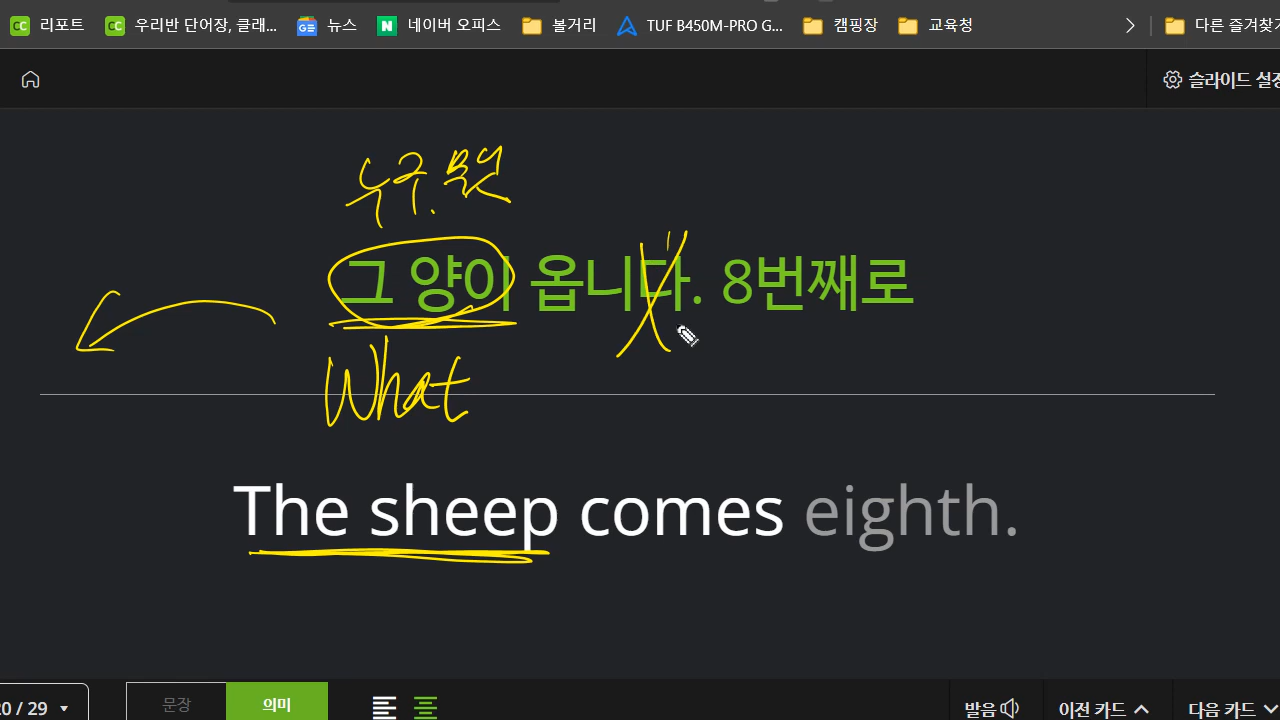 리포트 우리반 단어장, 클래... 뉴스 네이버 오피스 볼거리 TUF B450M-PRO G... 캠핑장 교육청 다른 즐겨찾기
슬라이드 설정
누구. 무엇
그 양이 옵니다. 8번째로
What
The sheep comes eighth.
20 / 29 문장 의미 발음 이전 카드 다음 카드